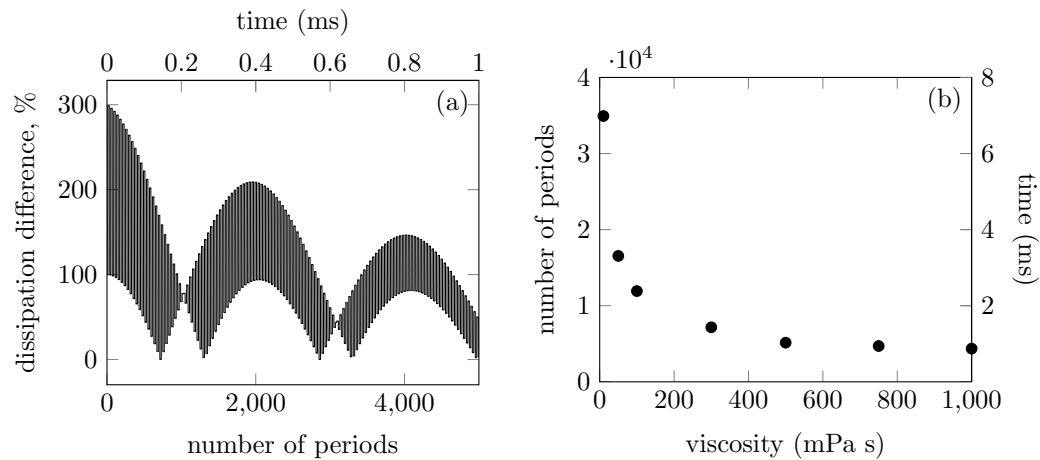 time (ms)
0 0.2 0.4 0.6 0.8 1
(a)
dissipation difference, %
300
200
100
0
0 2,000 4,000
number of periods
·10⁴
(b)
number of periods
4
3
2
1
0
8
6
4
2
time (ms)
0 200 400 600 800 1,000
viscosity (mPa s)